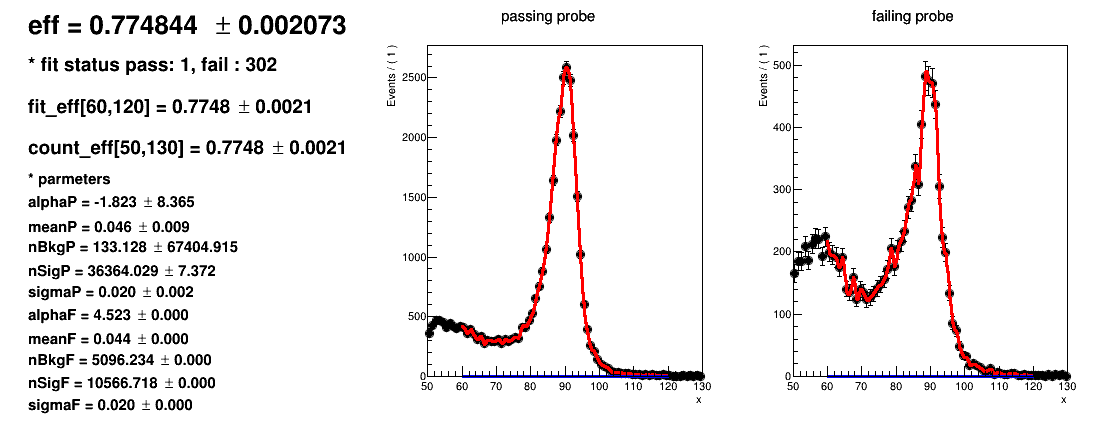 eff = 0.774844 ± 0.002073
* fit status pass: 1, fail : 302
fit_eff[60,120] = 0.7748 ± 0.0021
count_eff[50,130] = 0.7748 ± 0.0021
* parmeters
alphaP = -1.823 ± 8.365
meanP = 0.046 ± 0.009
nBkgP = 133.128 ± 67404.915
nSigP = 36364.029 ± 7.372
sigmaP = 0.020 ± 0.002
alphaF = 4.523 ± 0.000
meanF = 0.044 ± 0.000
nBkgF = 5096.234 ± 0.000
nSigF = 10566.718 ± 0.000
sigmaF = 0.020 ± 0.000
passing probe
Events / ( 1 )
2500
2000
1500
1000
500
0
50 60 70 80 90 100 110 120 130
x
failing probe
Events / ( 1 )
500
400
300
200
100
0
50 60 70 80 90 100 110 120 130
x